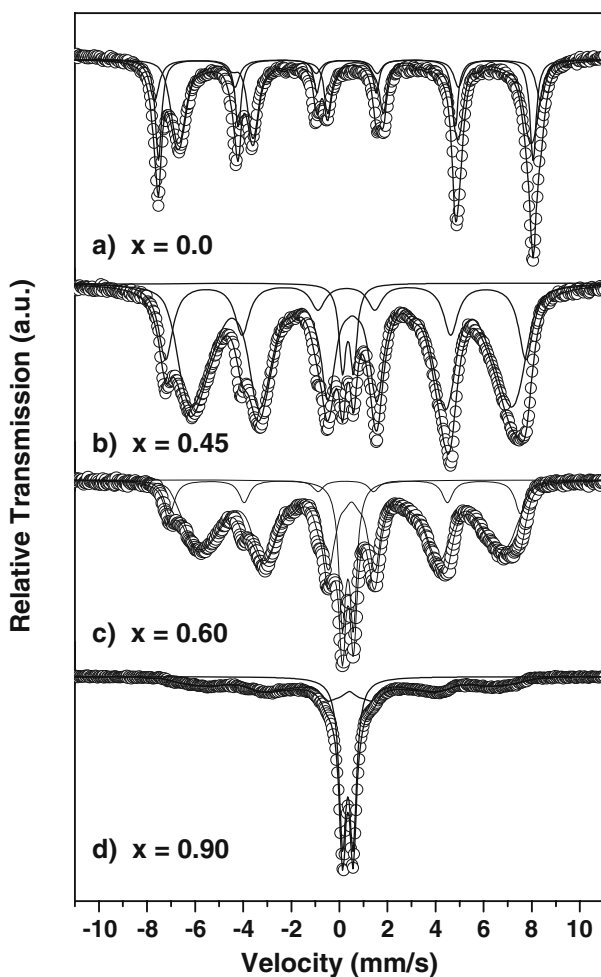 a) x = 0.0
b) x = 0.45
c) x = 0.60
d) x = 0.90
Relative Transmission (a.u.)
-10 -8 -6 -4 -2 0 2 4 6 8 10
Velocity (mm/s)